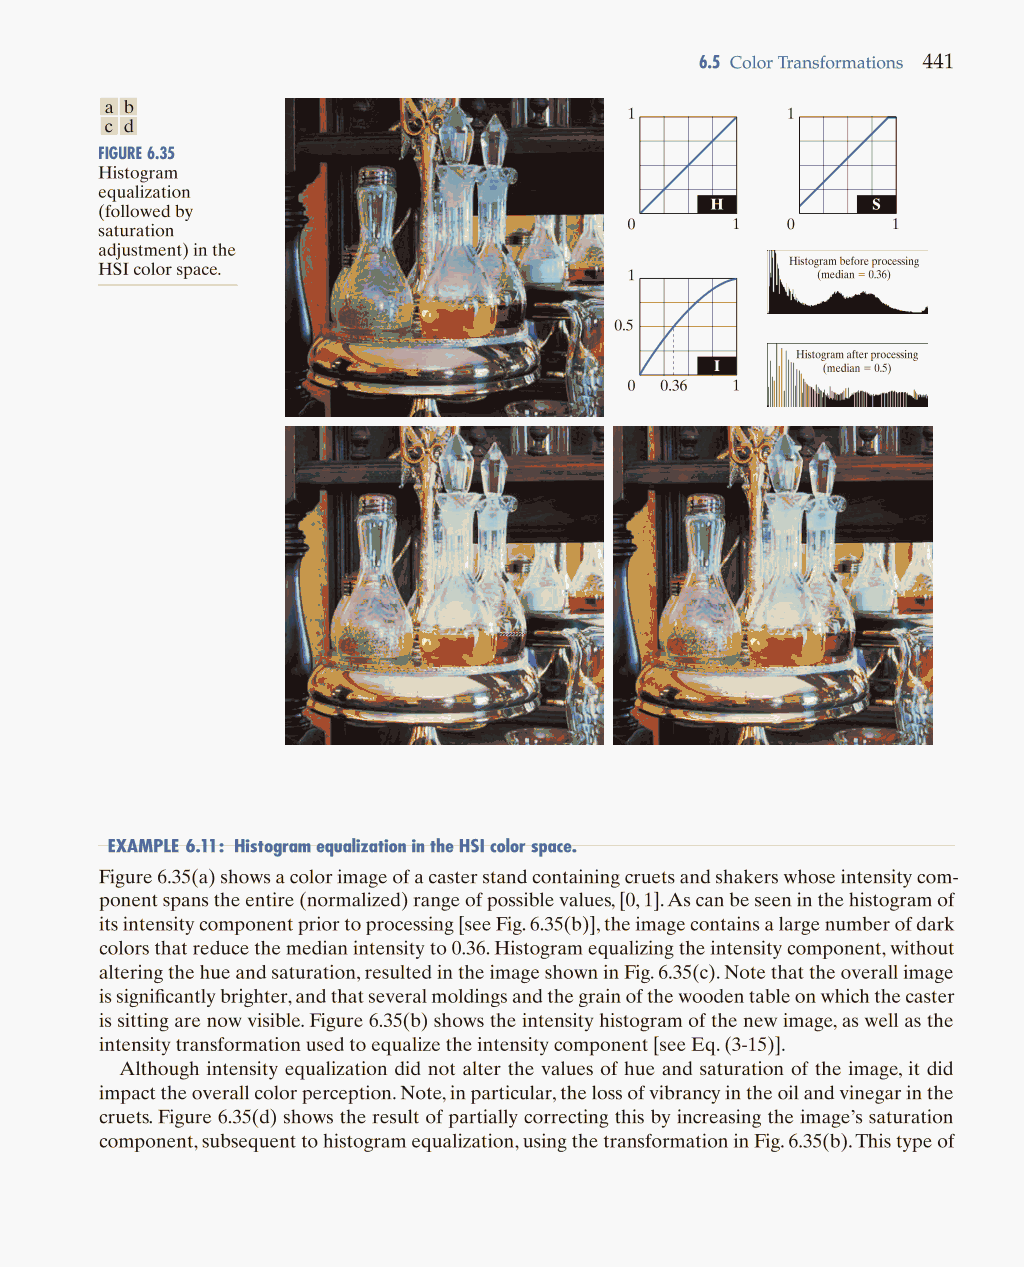 6.5 Color Transformations 441
a b
c d
FIGURE 6.35
Histogram
equalization
(followed by
saturation
adjustment) in the
HSI color space.
1
H
0 1
1
S
0 1
1
0.5
I
0 0.36 1
Histogram before processing
(median = 0.36)
Histogram after processing
(median = 0.5)
EXAMPLE 6.11: Histogram equalization in the HSI color space.
Figure 6.35(a) shows a color image of a caster stand containing cruets and shakers whose intensity com-
ponent spans the entire (normalized) range of possible values, [0, 1]. As can be seen in the histogram of
its intensity component prior to processing [see Fig. 6.35(b)], the image contains a large number of dark
colors that reduce the median intensity to 0.36. Histogram equalizing the intensity component, without
altering the hue and saturation, resulted in the image shown in Fig. 6.35(c). Note that the overall image
is significantly brighter, and that several moldings and the grain of the wooden table on which the caster
is sitting are now visible. Figure 6.35(b) shows the intensity histogram of the new image, as well as the
intensity transformation used to equalize the intensity component [see Eq. (3-15)].
Although intensity equalization did not alter the values of hue and saturation of the image, it did
impact the overall color perception. Note, in particular, the loss of vibrancy in the oil and vinegar in the
cruets. Figure 6.35(d) shows the result of partially correcting this by increasing the image's saturation
component, subsequent to histogram equalization, using the transformation in Fig. 6.35(b). This type of